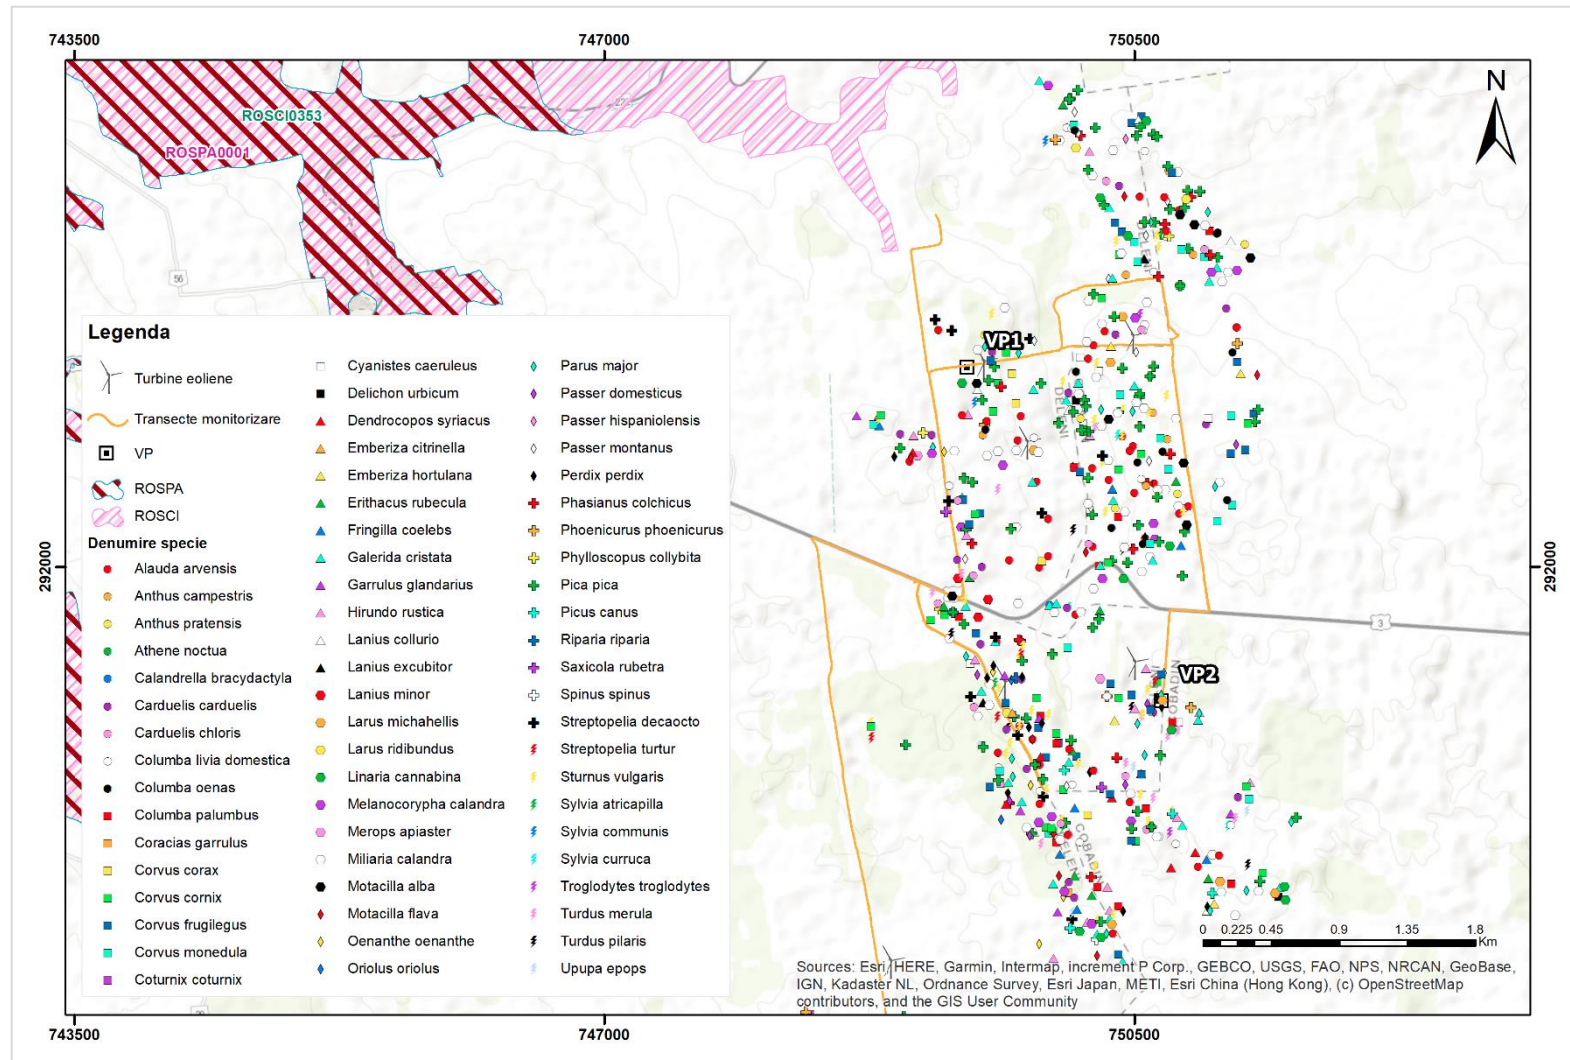 743500
747000
750500
N
ROSCI0353
ROSPA0001
56
VP1
DELENI
292000
292000
3
VP2
COBADIN
COBADIN
DELENI
Legenda
Turbine eoliene
Transecte monitorizare
VP
ROSPA
ROSCI
Denumire specie
Alauda arvensis
Anthus campestris
Anthus pratensis
Athene noctua
Calandrella bracydactyla
Carduelis carduelis
Carduelis chloris
Columba livia domestica
Columba oenas
Columba palumbus
Coracias garrulus
Corvus corax
Corvus cornix
Corvus frugilegus
Corvus monedula
Coturnix coturnix
Cyanistes caeruleus
Delichon urbicum
Dendrocopos syriacus
Emberiza citrinella
Emberiza hortulana
Erithacus rubecula
Fringilla coelebs
Galerida cristata
Garrulus glandarius
Hirundo rustica
Lanius collurio
Lanius excubitor
Lanius minor
Larus michahellis
Larus ridibundus
Linaria cannabina
Melanocorypha calandra
Merops apiaster
Miliaria calandra
Motacilla alba
Motacilla flava
Oenanthe oenanthe
Oriolus oriolus
Parus major
Passer domesticus
Passer hispaniolensis
Passer montanus
Perdix perdix
Phasianus colchicus
Phoenicurus phoenicurus
Phylloscopus collybita
Pica pica
Picus canus
Riparia riparia
Saxicola rubetra
Spinus spinus
Streptopelia decaocto
Streptopelia turtur
Sturnus vulgaris
Sylvia atricapilla
Sylvia communis
Sylvia curruca
Troglodytes troglodytes
Turdus merula
Turdus pilaris
Upupa epops
0 0.225 0.45 0.9 1.35 1.8
Km
Sources: Esri, HERE, Garmin, Intermap, increment P Corp., GEBCO, USGS, FAO, NPS, NRCAN, GeoBase,
IGN, Kadaster NL, Ordnance Survey, Esri Japan, METI, Esri China (Hong Kong), (c) OpenStreetMap
contributors, and the GIS User Community
743500
747000
750500